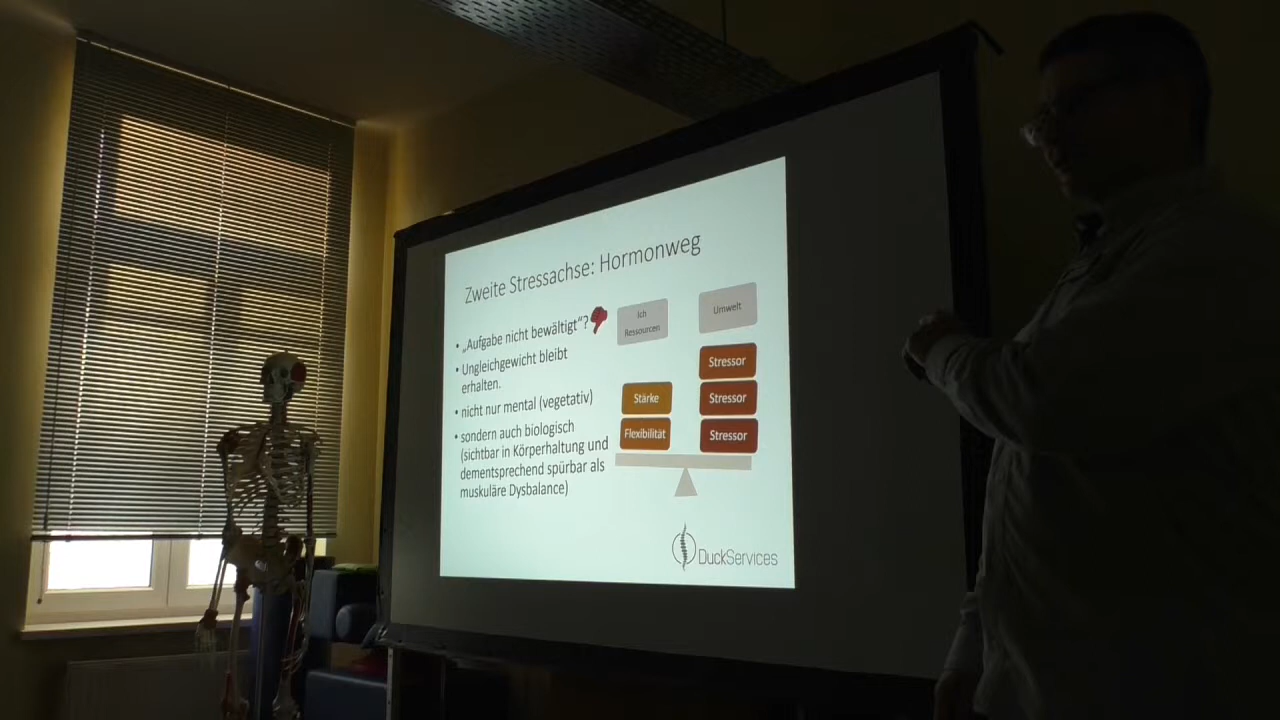 Zweite Stressachse: Hormonweg
• „Aufgabe nicht bewältigt“?
• Ungleichgewicht bleibt
erhalten.
• nicht nur mental (vegetativ)
• sondern auch biologisch
(sichtbar in Körperhaltung und
dementsprechend spürbar als
muskuläre Dysbalance)
Ich
Ressourcen
Umwelt
Stressor
Stärke
Stressor
Flexibilität
Stressor
DuckServices